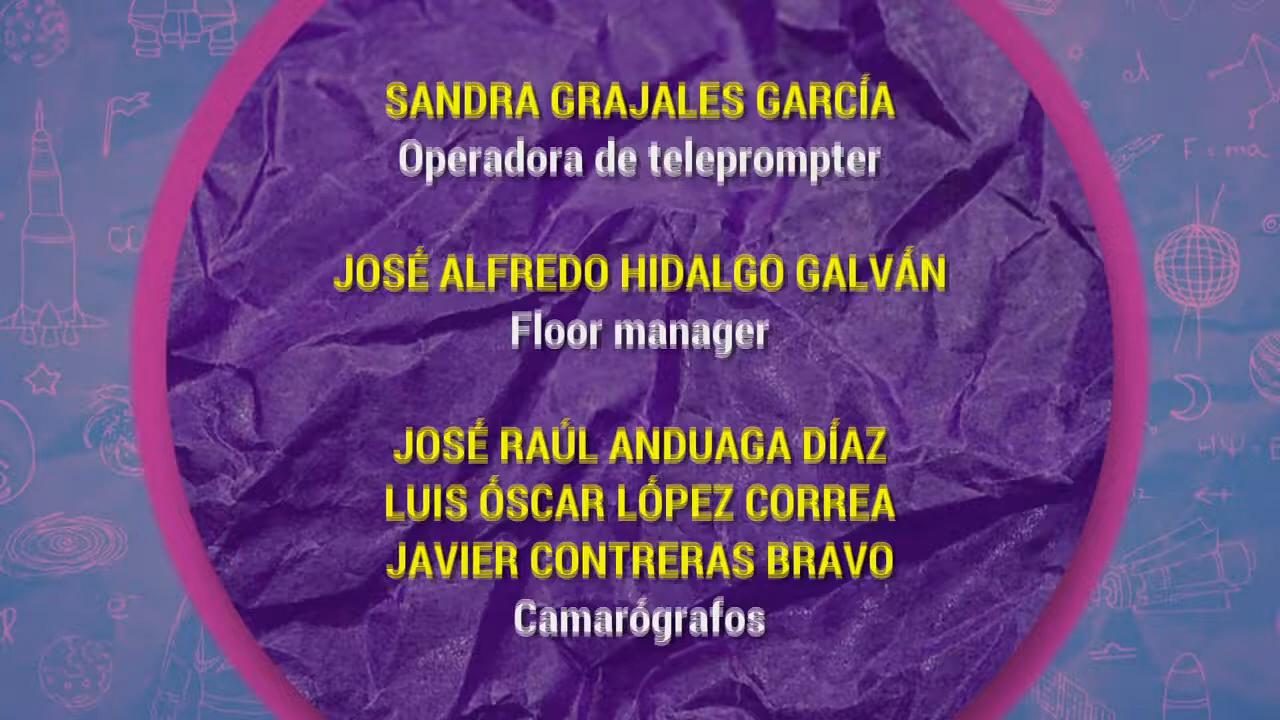 SANDRA GRAJALES GARCÍA
Operadora de teleprompter
JOSÉ ALFREDO HIDALGO GALVÁN
Floor manager
JOSÉ RAÚL ANDUAGA DÍAZ
LUIS ÓSCAR LÓPEZ CORREA
JAVIER CONTRERAS BRAVO
Camarógrafos
F=ma